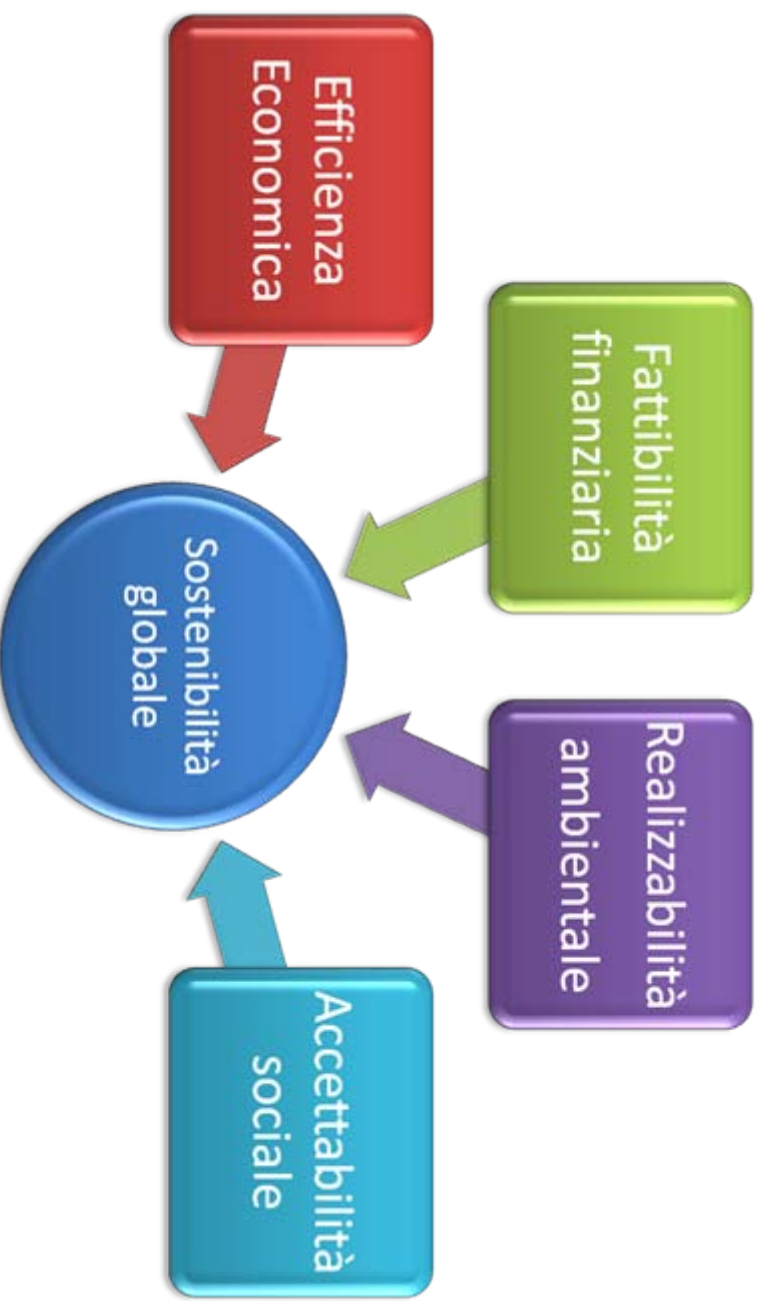 Efficienza
Economica
Fattibilità
finanziaria
Realizzabilità
ambientale
Accettabilità
sociale
Sostenibilità
globale